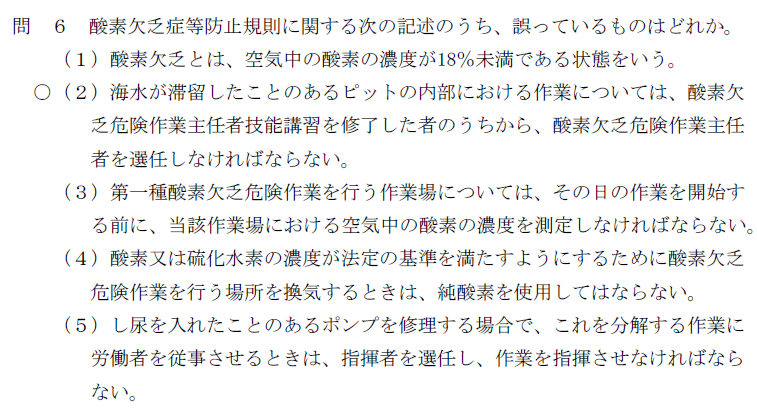 問　６　酸素欠乏症等防止規則に関する次の記述のうち、誤っているものはどれか。
（１）酸素欠乏とは、空気中の酸素の濃度が18％未満である状態をいう。
○（２）海水が滞留したことのあるピットの内部における作業については、酸素欠
乏危険作業主任者技能講習を修了した者のうちから、酸素欠乏危険作業主任
者を選任しなければならない。
（３）第一種酸素欠乏危険作業を行う作業場については、その日の作業を開始す
る前に、当該作業場における空気中の酸素の濃度を測定しなければならない。
（４）酸素又は硫化水素の濃度が法定の基準を満たすようにするために酸素欠乏
危険作業を行う場所を換気するときは、純酸素を使用してはならない。
（５）し尿を入れたことのあるポンプを修理する場合で、これを分解する作業に
労働者を従事させるときは、指揮者を選任し、作業を指揮させなければなら
ない。